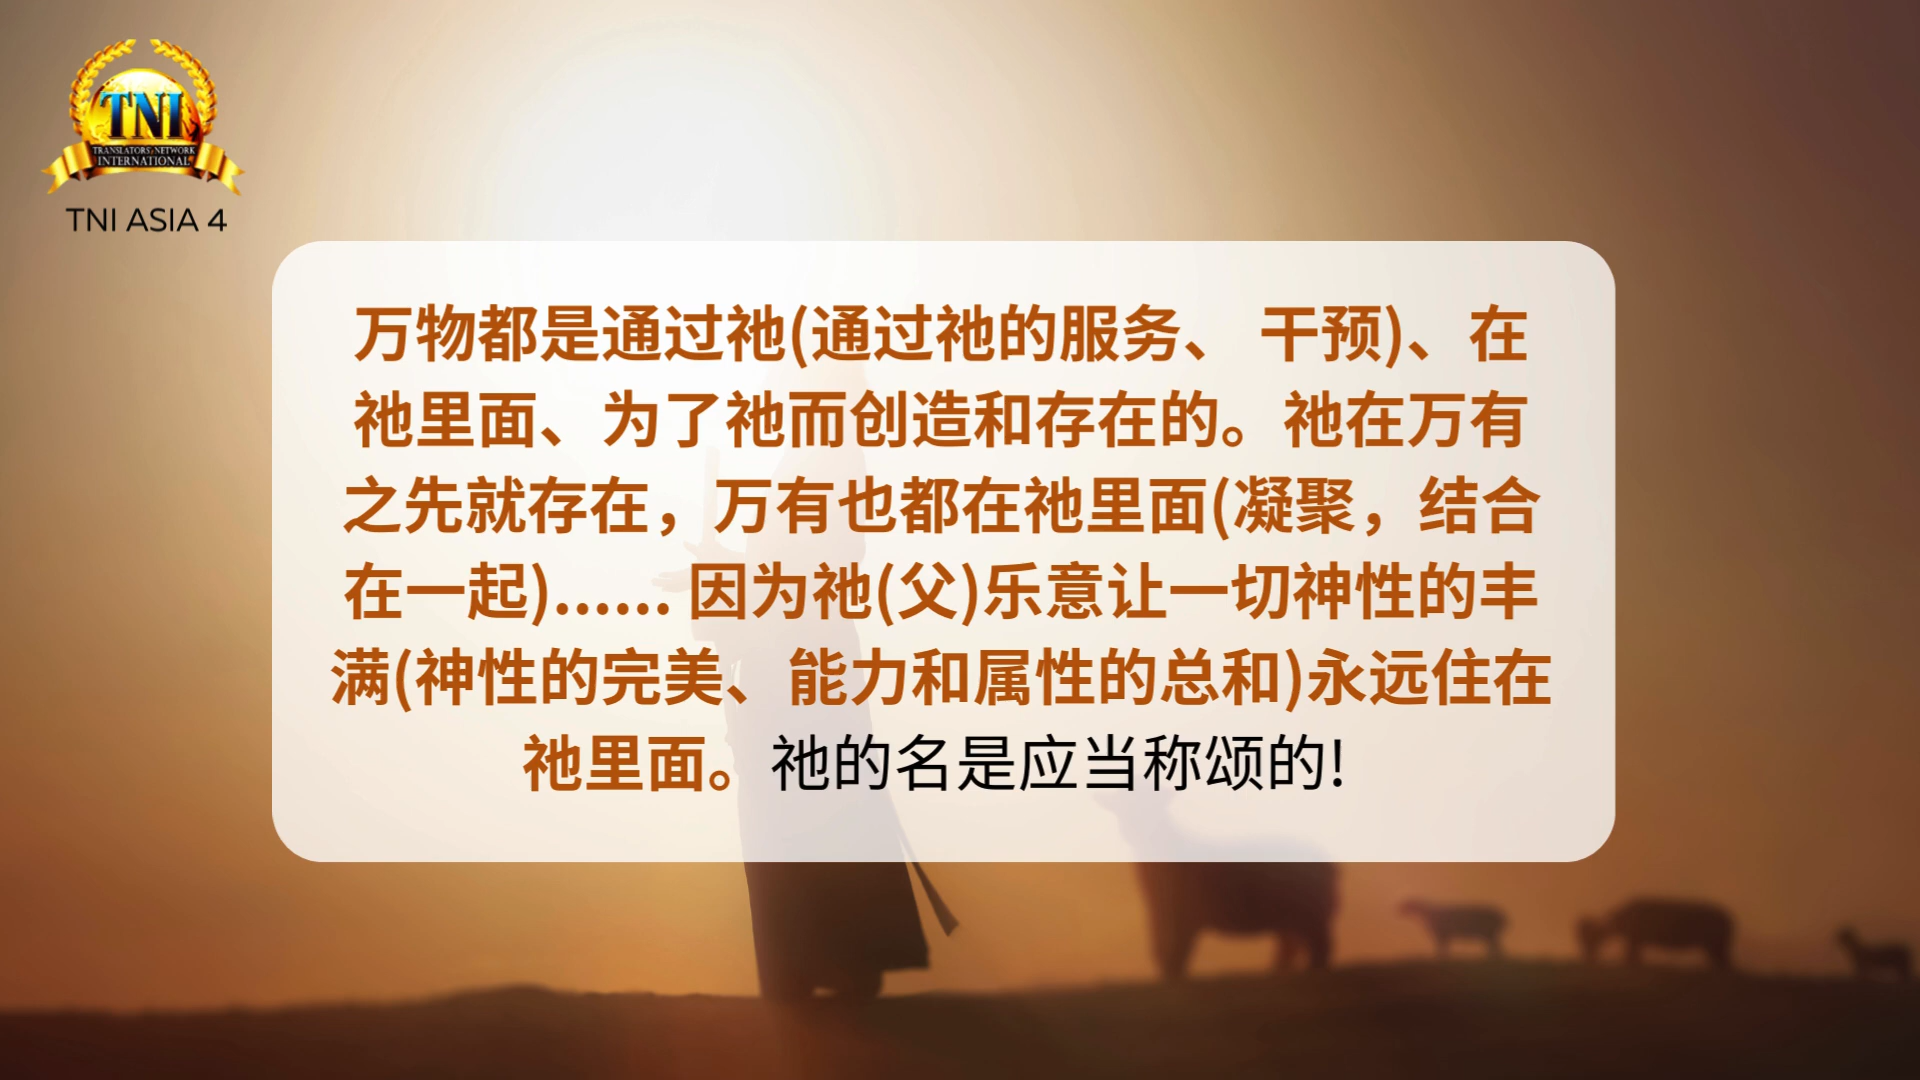 TNI
TRANSLATORS' NETWORK
INTERNATIONAL
TNI ASIA 4
万物都是通过祂(通过祂的服务、 干预)、在
祂里面、为了祂而创造和存在的。祂在万有
之先就存在，万有也都在祂里面(凝聚，结合
在一起)...... 因为祂(父)乐意让一切神性的丰
满(神性的完美、能力和属性的总和)永远住在
祂里面。祂的名是应当称颂的!